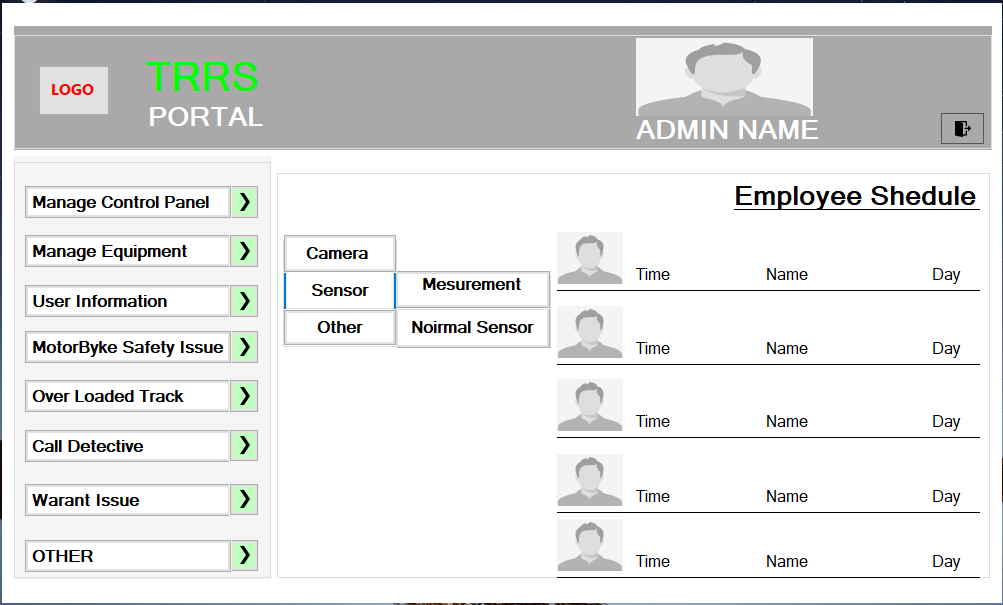 LOGO
TRRS
PORTAL
ADMIN NAME
Manage Control Panel
Manage Equipment
User Information
MotorByke Safety Issue
Over Loaded Track
Call Detective
Warant Issue
OTHER
Employee Shedule
Camera
Sensor
Other
Mesurement
Noirmal Sensor
Time Name Day
Time Name Day
Time Name Day
Time Name Day
Time Name Day